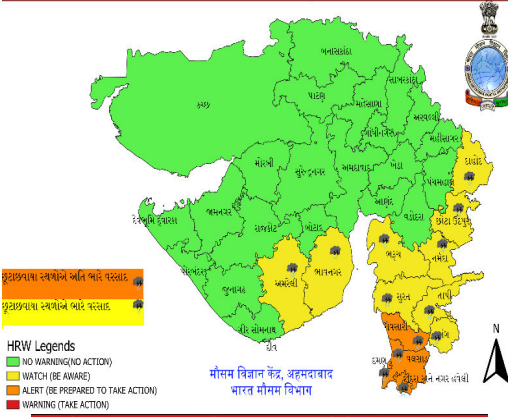 બનાસકાંઠા
પાટણ
સાબરકાંઠા
મહેસાણા
અરવલ્લી
કચ્છ
ગાંધીનગર
મહીસાગર
મોરબી
સુરેન્દ્રનગર
અમદાવાદ
ખેડા
પંચમહાલ
દાહોદ
આણંદ
વડોદરા
છોટા ઉદેપુર
દેવભૂમિ દ્વારકા
જામનગર
રાજકોટ
બોટાદ
પોરબંદર
જુનાગઢ
અમરેલી
ભાવનગર
ભરૂચ
નર્મદા
ગીર સોમનાથ
દીવ
સુરત
તાપી
નવસારી
વલસાડ
દમણ
દાદરા અને નગર હવેલી
છૂટાછવાયા સ્થળોએ અતિ ભારે વરસાદ
છૂટાછવાયા સ્થળોએ ભારે વરસાદ
HRW Legends
NO WARNING(NO ACTION)
WATCH (BE AWARE)
ALERT (BE PREPARED TO TAKE ACTION)
WARNING (TAKE ACTION)
मौसम विज्ञान केंद्र, अहमदाबाद
भारत मौसम विभाग
N